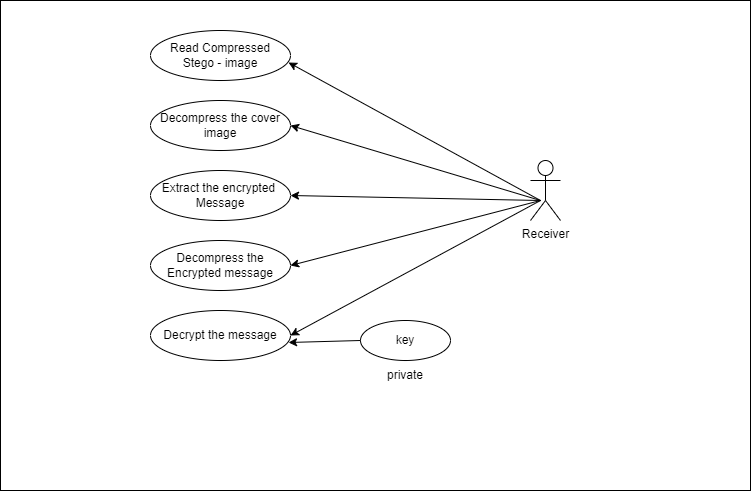 Read Compressed
Stego - image
Decompress the cover
image
Extract the encrypted
Message
Receiver
Decompress the
Encrypted message
Decrypt the message
key
private